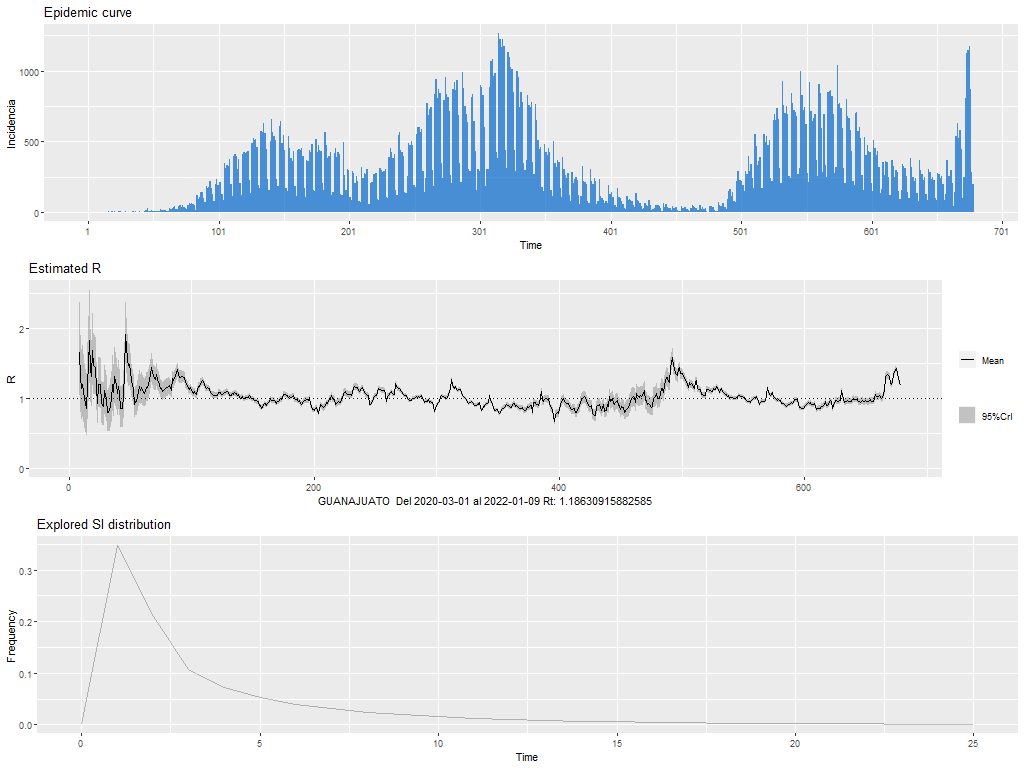 Epidemic curve
Incidencia
1000
500
0
1 101 201 301 401 501 601 701
Time
Estimated R
R
2
1
0
Mean
95%CrI
0 200 400 600
GUANAJUATO Del 2020-03-01 al 2022-01-09 Rt: 1.18630915882585
Explored SI distribution
Frequency
0.3
0.2
0.1
0.0
0 5 10 15 20 25
Time